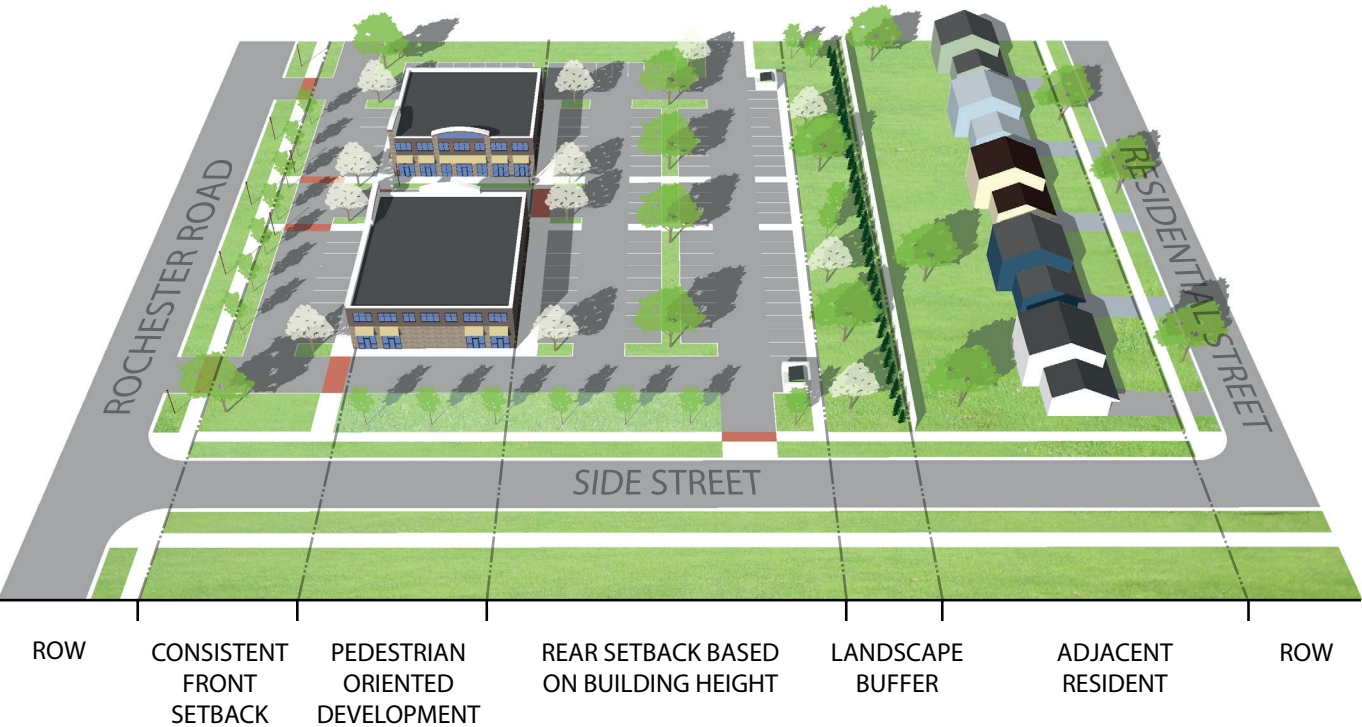 ROCHESTER ROAD
RESIDENTIAL STREET
SIDE STREET
ROW
CONSISTENT
FRONT
SETBACK
PEDESTRIAN
ORIENTED
DEVELOPMENT
REAR SETBACK BASED
ON BUILDING HEIGHT
LANDSCAPE
BUFFER
ADJACENT
RESIDENT
ROW